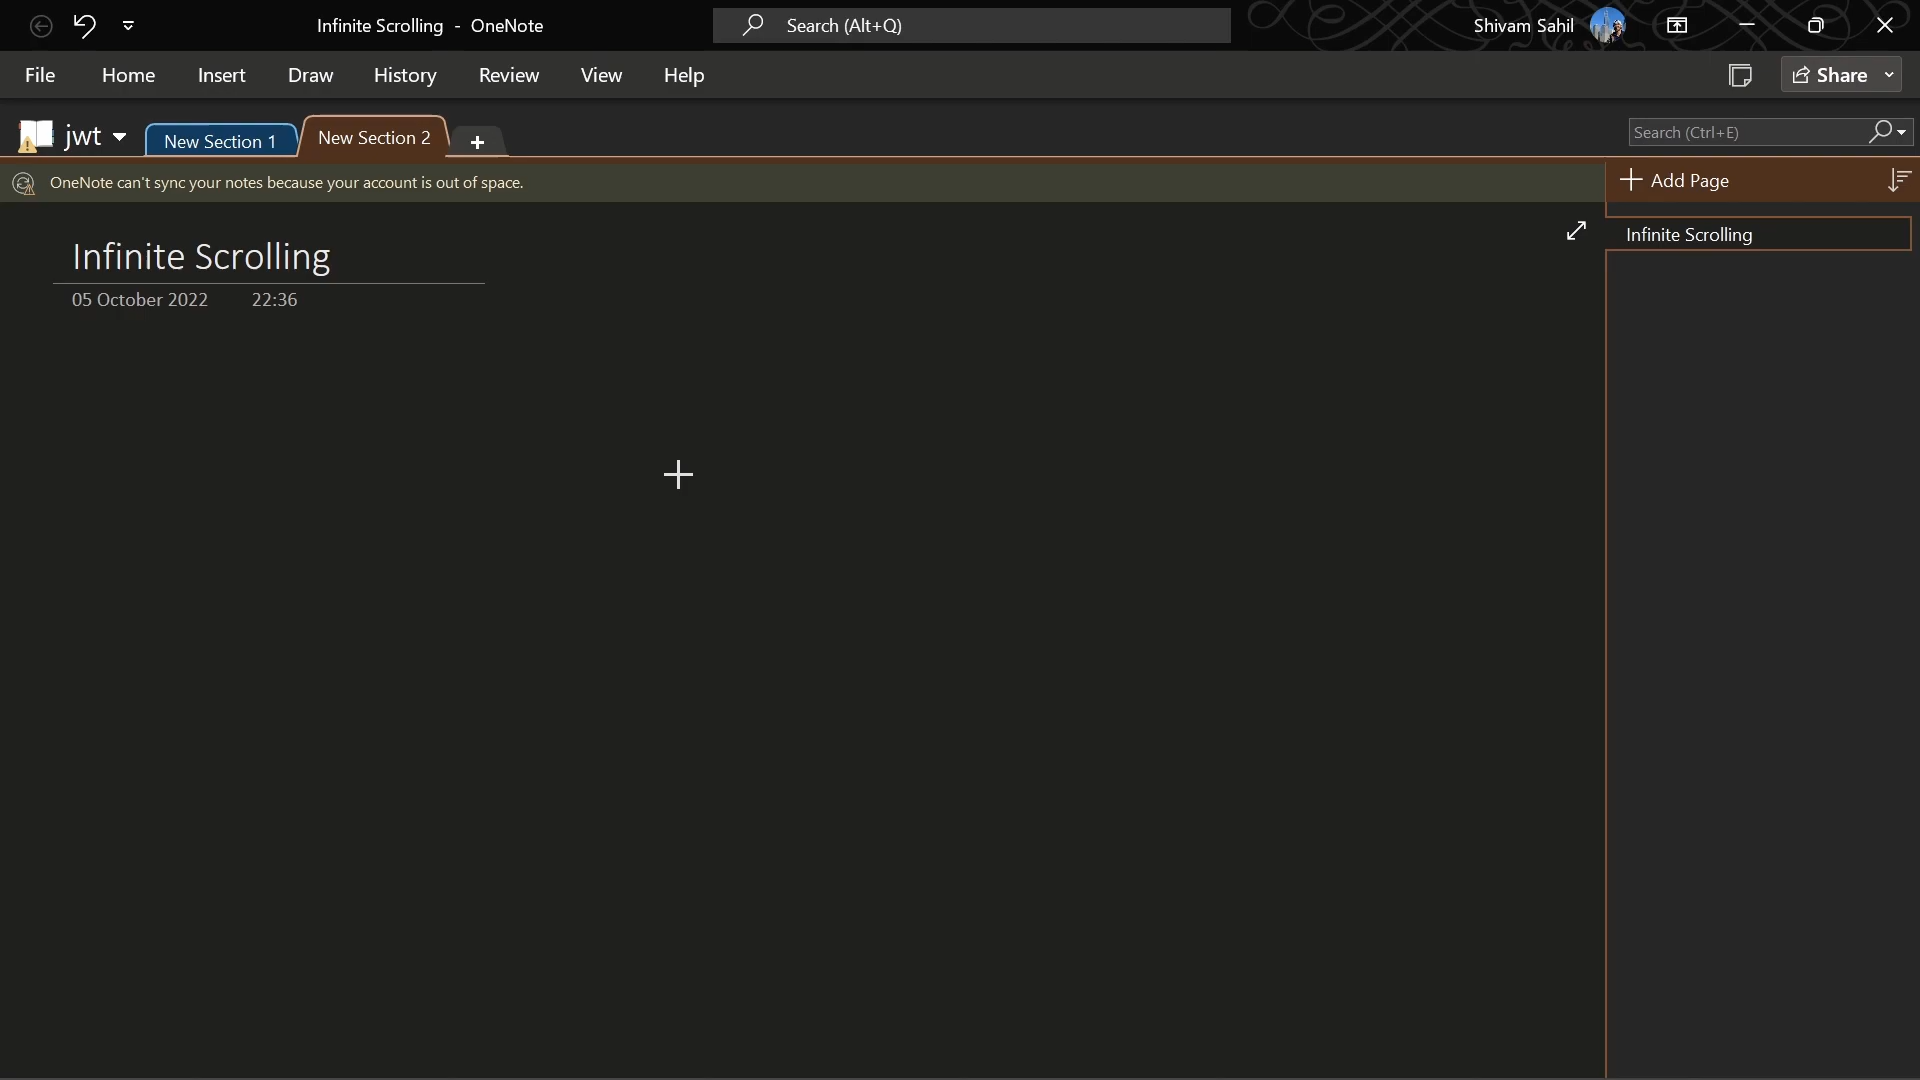 Infinite Scrolling - OneNote
Search (Alt+Q)
Shivam Sahil
File Home Insert Draw History Review View Help
Share
jwt
New Section 1
New Section 2
Search (Ctrl+E)
OneNote can't sync your notes because your account is out of space.
Add Page
Infinite Scrolling
Infinite Scrolling
05 October 2022 22:36